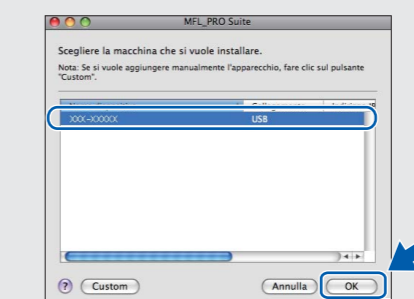 MFL_PRO Suite
Scegliere la macchina che si vuole installare.
Nota: Se si vuole aggiungere manualmente l'apparecchio, fare clic sul pulsante
"Custom".
XXX-XXXXX USB
? Custom Annulla OK